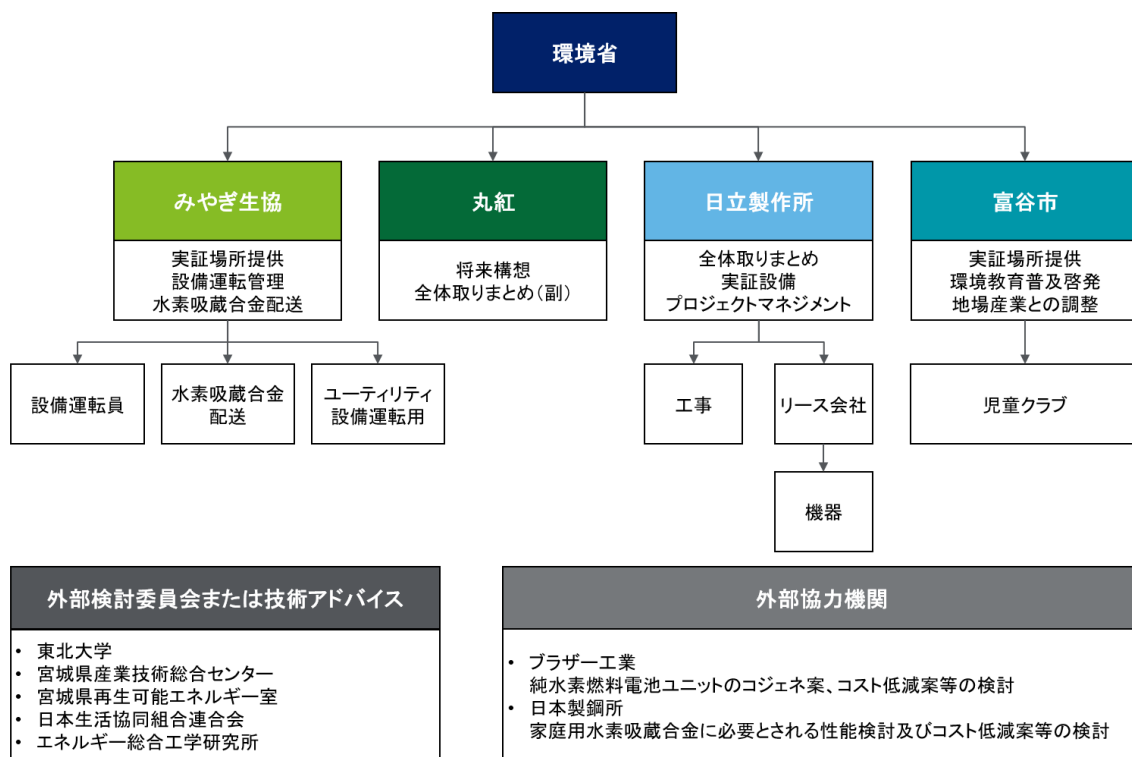 環境省
みやぎ生協
実証場所提供
設備運転管理
水素吸蔵合金配送
丸紅
将来構想
全体取りまとめ(副)
日立製作所
全体取りまとめ
実証設備
プロジェクトマネジメント
富谷市
実証場所提供
環境教育普及啓発
地場産業との調整
設備運転員
水素吸蔵合金
配送
ユーティリティ
設備運転用
工事
リース会社
児童クラブ
機器
外部検討委員会または技術アドバイス
• 東北大学
• 宮城県産業技術総合センター
• 宮城県再生可能エネルギー室
• 日本生活協同組合連合会
• エネルギー総合工学研究所
外部協力機関
• ブラザー工業
純水素燃料電池ユニットのコジェネ案、コスト低減案等の検討
• 日本製鋼所
家庭用水素吸蔵合金に必要とされる性能検討及びコスト低減案等の検討